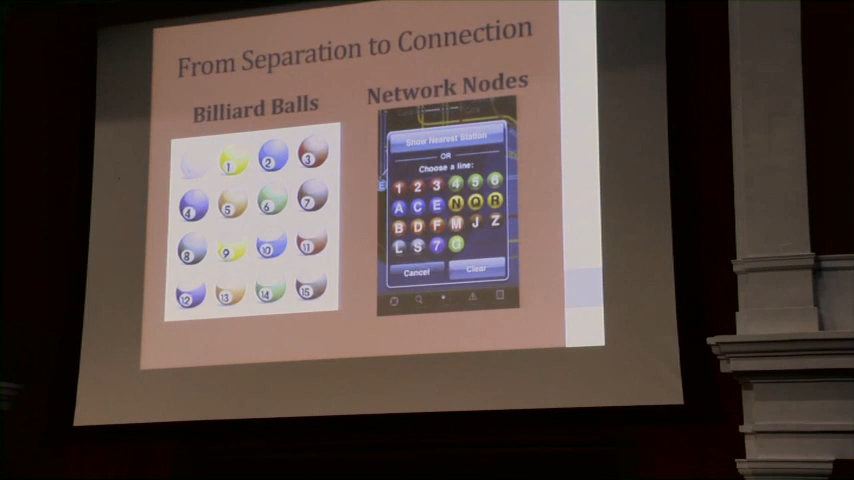 From Separation to Connection
Billiard Balls
Network Nodes
1 2 3
4 5 6 7
8 9 10 11
12 13 14 15
Show Nearest Station
OR
Choose a line:
1 2 3 4 5 6
A C E N Q R
B D F M J Z
L S 7 G
Cancel Clear